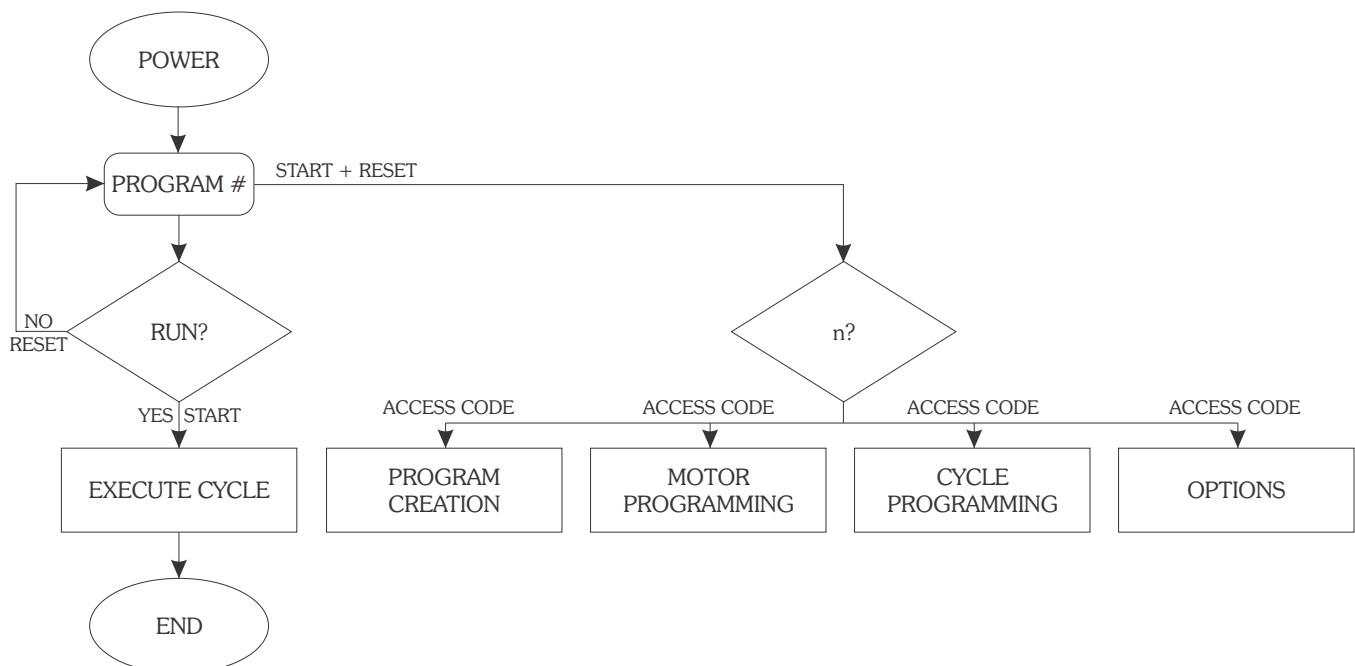 POWER
PROGRAM #
START + RESET
NO
RESET
RUN?
n?
YES START
ACCESS CODE
ACCESS CODE
ACCESS CODE
ACCESS CODE
EXECUTE CYCLE
PROGRAM
CREATION
MOTOR
PROGRAMMING
CYCLE
PROGRAMMING
OPTIONS
END